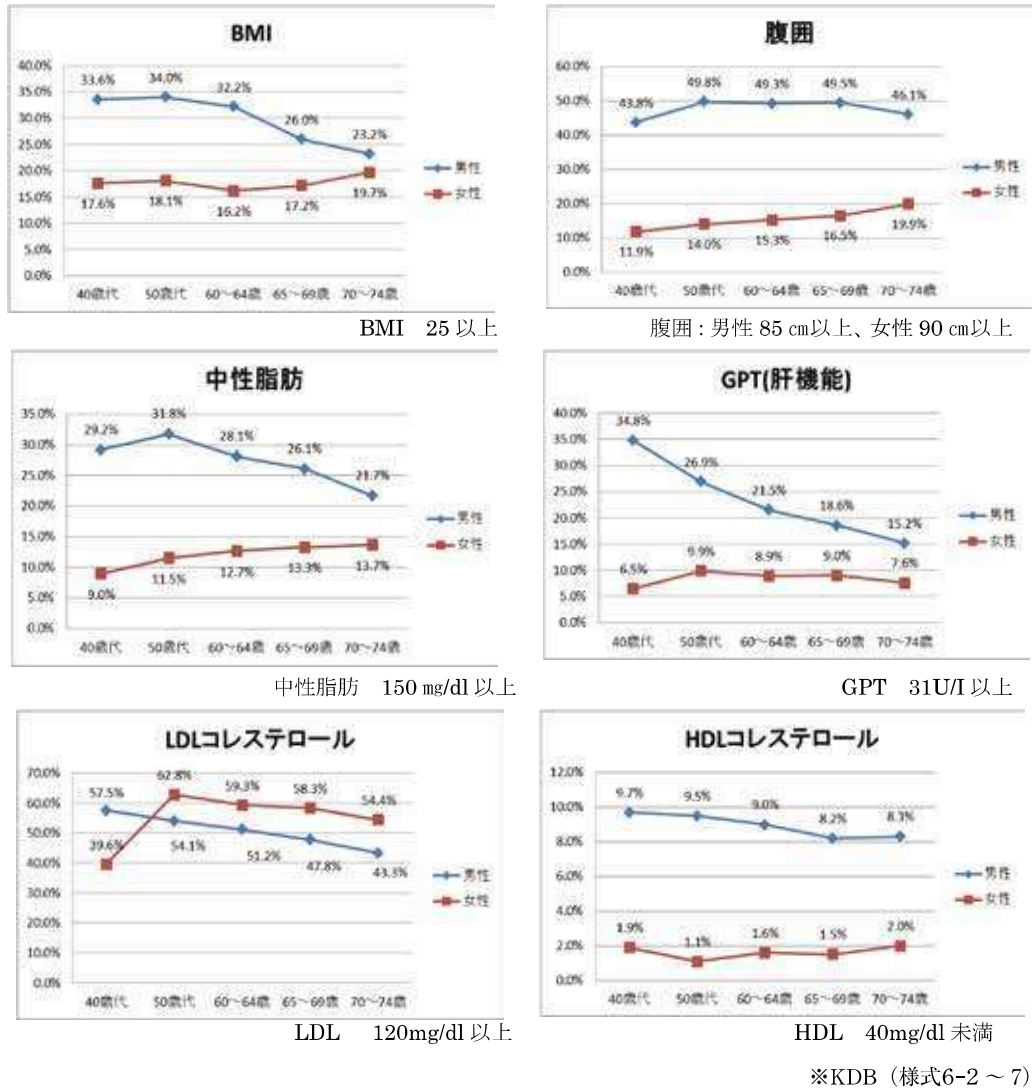 BMI
40.0%
35.0%
30.0%
25.0%
20.0%
15.0%
10.0%
5.0%
0.0%
33.6% 34.0% 32.2% 26.0% 23.2%
17.6% 18.1% 16.2% 17.2% 19.7%
男性
女性
40歳代 50歳代 60～64歳 65～69歳 70～74歳
BMI 25 以上
腹囲
60.0%
50.0%
40.0%
30.0%
20.0%
10.0%
0.0%
43.8% 49.8% 49.3% 49.5% 46.1%
11.9% 14.0% 15.3% 16.5% 19.9%
男性
女性
40歳代 50歳代 60～64歳 65～69歳 70～74歳
腹囲：男性 85 ㎝以上、女性 90 ㎝以上
中性脂肪
35.0%
30.0%
25.0%
20.0%
15.0%
10.0%
5.0%
0.0%
29.2% 31.8% 28.1% 26.1% 21.7%
9.0% 11.5% 12.7% 13.3% 13.7%
男性
女性
40歳代 50歳代 60～64歳 65～69歳 70～74歳
中性脂肪 150 ㎎/dl 以上
GPT(肝機能)
40.0%
35.0%
30.0%
25.0%
20.0%
15.0%
10.0%
5.0%
0.0%
34.8% 26.9% 21.5% 18.6% 15.2%
6.5% 9.9% 8.9% 9.0% 7.6%
男性
女性
40歳代 50歳代 60～64歳 65～69歳 70～74歳
GPT 31U/I 以上
LDLコレステロール
70.0%
60.0%
50.0%
40.0%
30.0%
20.0%
10.0%
0.0%
57.5% 54.1% 51.2% 47.8% 43.3%
39.6% 62.8% 59.3% 58.3% 54.4%
男性
女性
40歳代 50歳代 60～64歳 65～69歳 70～74歳
LDL 120mg/dl 以上
HDLコレステロール
12.0%
10.0%
8.0%
6.0%
4.0%
2.0%
0.0%
9.7% 9.5% 9.0% 8.2% 8.3%
1.9% 1.1% 1.6% 1.5% 2.0%
男性
女性
40歳代 50歳代 60～64歳 65～69歳 70～74歳
HDL 40mg/dl 未満
※KDB（様式6-2 ～ 7)